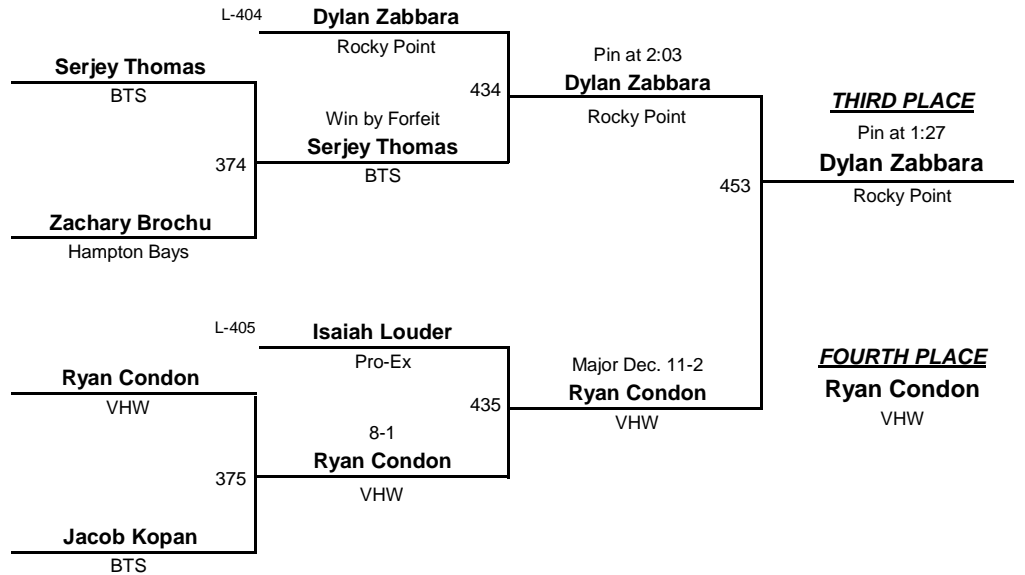 L-404
Dylan Zabbara
Rocky Point
Serjey Thomas
BTS
374
Win by Forfeit
Serjey Thomas
BTS
Zachary Brochu
Hampton Bays
434
Pin at 2:03
Dylan Zabbara
Rocky Point
453
THIRD PLACE
Pin at 1:27
Dylan Zabbara
Rocky Point
L-405
Isaiah Louder
Pro-Ex
Ryan Condon
VHW
375
8-1
Ryan Condon
VHW
Jacob Kopan
BTS
435
Major Dec. 11-2
Ryan Condon
VHW
FOURTH PLACE
Ryan Condon
VHW